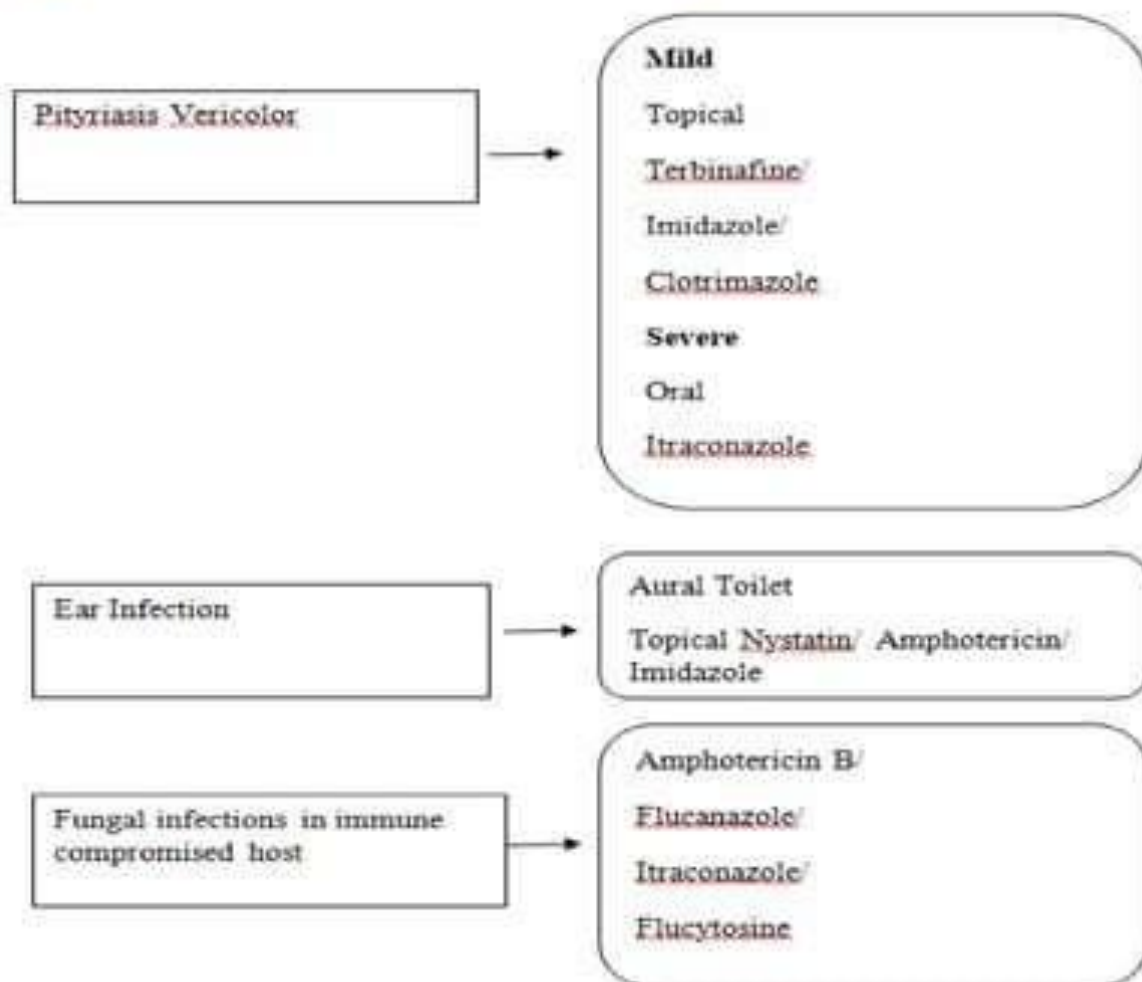 Pityriasis Vericolor
Mild
Topical
Terbinafine/
Imidazole/
Clotrimazole
Severe
Oral
Itraconazole
Ear Infection
Aural Toilet
Topical Nystatin/ Amphotericin/
Imidazole
Fungal infections in immune
compromised host
Amphotericin B/
Flucanazole/
Itraconazole/
Flucytosine